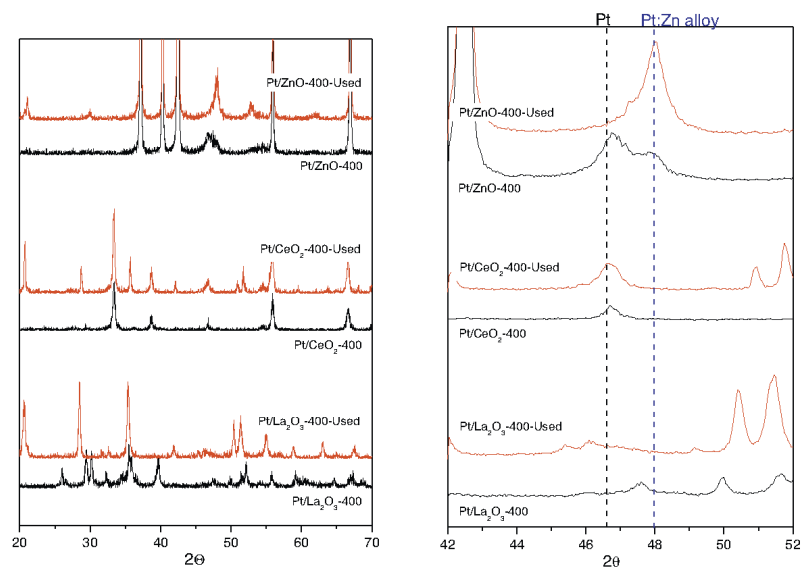 Pt/ZnO-400-Used
Pt/ZnO-400
Pt/CeO₂-400-Used
Pt/CeO₂-400
Pt/La₂O₃-400-Used
Pt/La₂O₃-400
20 30 40 50 60 70
2Θ
Pt Pt:Zn alloy
Pt/ZnO-400-Used
Pt/ZnO-400
Pt/CeO₂-400-Used
Pt/CeO₂-400
Pt/La₂O₃-400-Used
Pt/La₂O₃-400
42 44 46 48 50 52
2θ